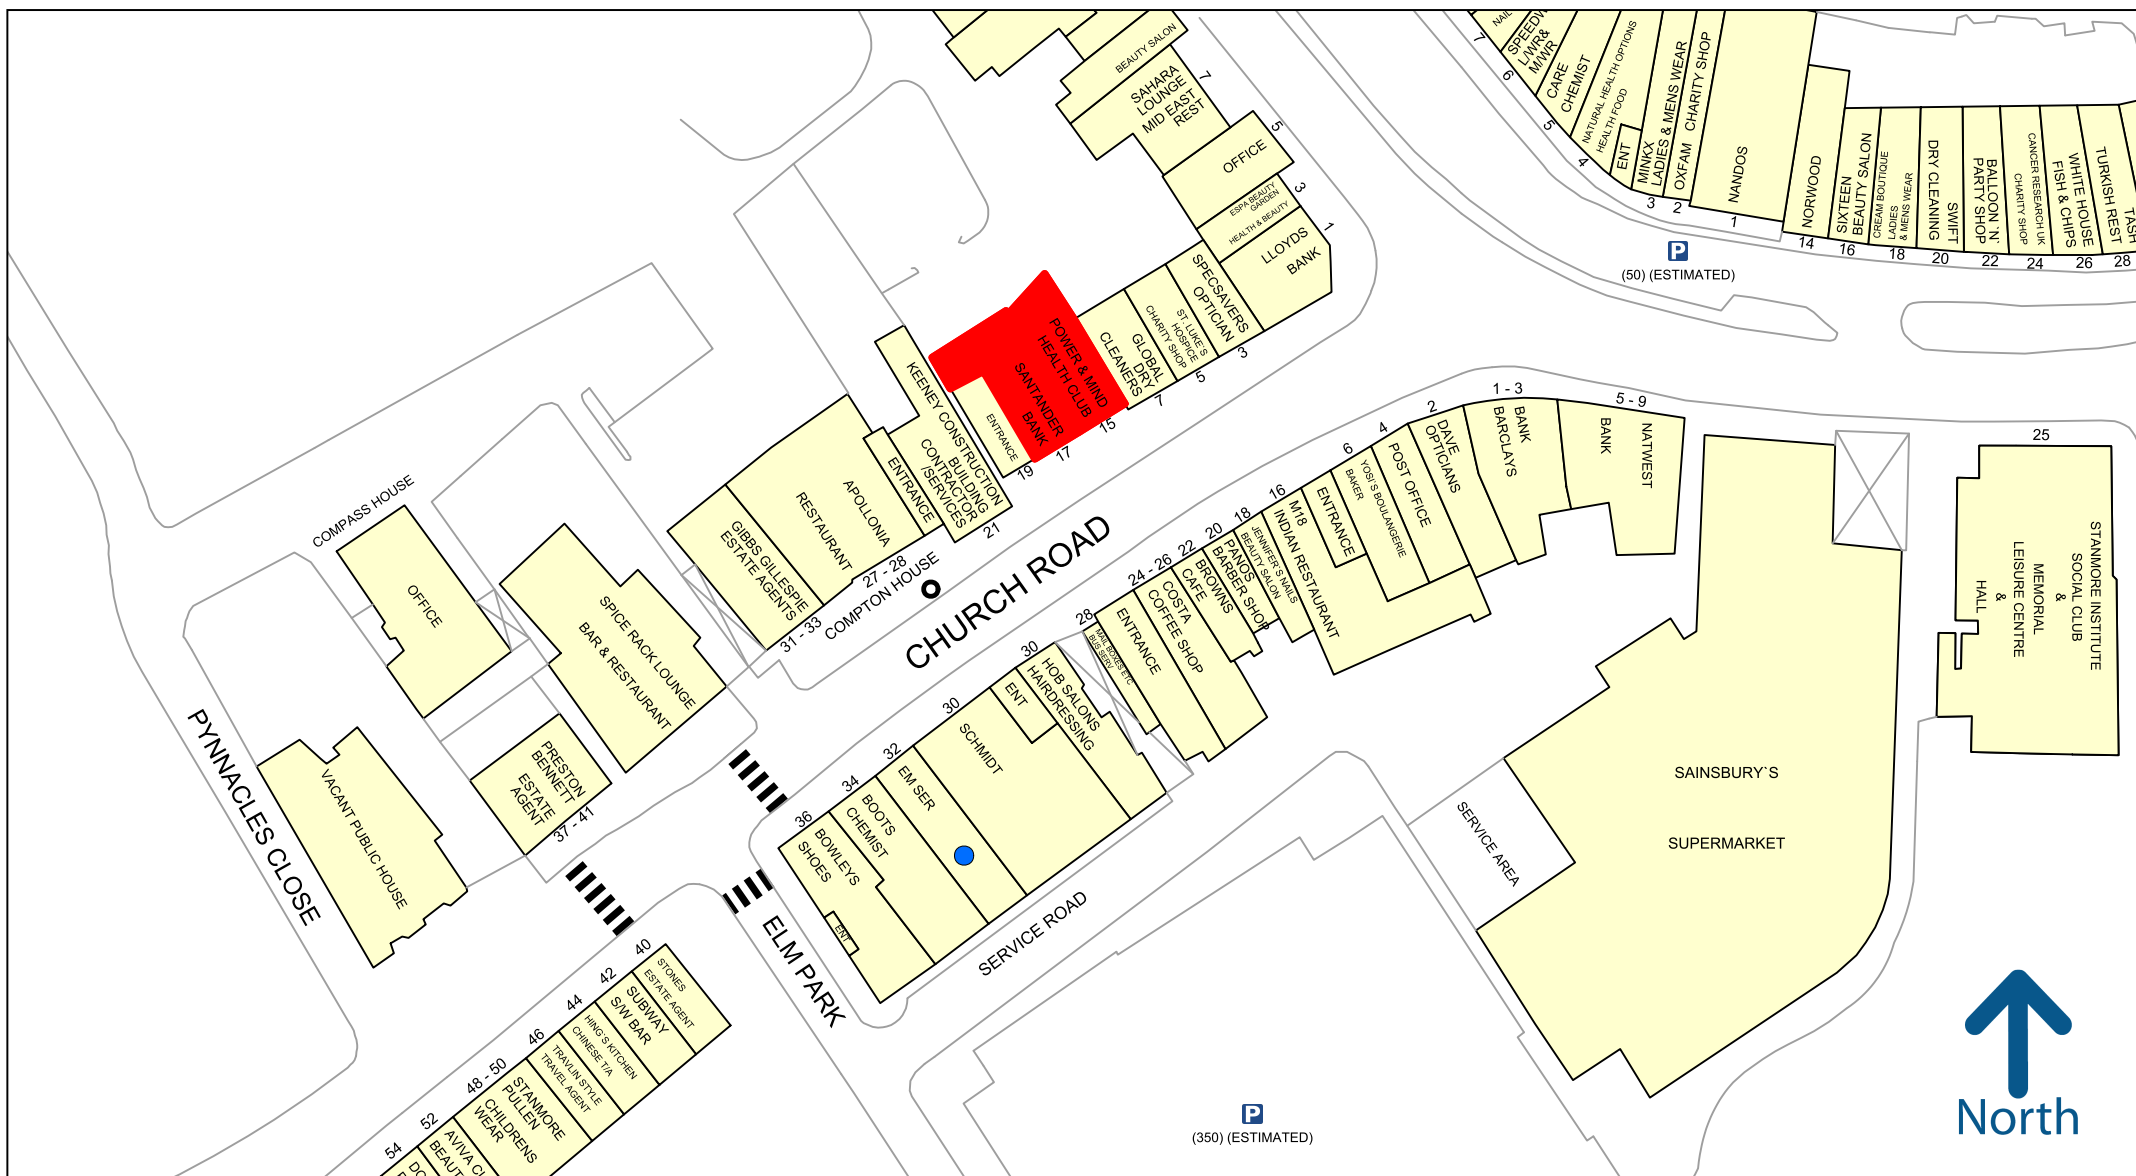 BEAUTY SALON
7
SAHARA
LOUNGE
MID EAST
REST
5
OFFICE
3
ESPA BEAUTY
GARDEN
HEALTH & BEAUTY
1
LLOYDS
BANK
SPECSAVERS
OPTICIAN
3
ST. LUKE'S
HOSPICE
CHARITY SHOP
5
GLOBAL
DRY
CLEANERS
7
POWER & MIND
HEALTH CLUB
15
SANTANDER
BANK
17
ENTRANCE
19
KEENEY CONSTRUCTION
BUILDING
CONTRACTOR
/SERVICES
21
ENTRANCE
APOLLONIA
RESTAURANT
27 - 28
COMPTON HOUSE
GIBBS GILLESPIE
ESTATE AGENTS
31 - 33
CHURCH ROAD
7
NAIL
SPEEDW
L/WR&
M/WR
6
CARE
CHEMIST
5
NATURAL HEALTH OPTIONS
HEALTH FOOD
4
ENT
MINKX
LADIES & MENS WEAR
3
OXFAM CHARITY SHOP
2
NANDOS
1
NORWOOD
14
SIXTEEN
BEAUTY SALON
16
CREAM BOUTIQUE
LADIES
& MENS WEAR
18
DRY CLEANING
SWIFT
20
BALLOON `N`
PARTY SHOP
22
CANCER RESEARCH UK
CHARITY SHOP
24
WHITE HOUSE
FISH & CHIPS
26
TURKISH REST
TASH
28
P
(50) (ESTIMATED)
COMPASS HOUSE
OFFICE
SPICE RACK LOUNGE
BAR & RESTAURANT
PRESTON
BENNETT
ESTATE
AGENT
37 - 41
VACANT PUBLIC HOUSE
PYNNACLES CLOSE
5 - 9
NATWEST
BANK
1 - 3
BANK
BARCLAYS
2
DAVE
OPTICIANS
4
POST OFFICE
6
YOSI'S BOULANGERIE
BAKER
ENTRANCE
16
M18
INDIAN RESTAURANT
18
JENNIFER'S NAILS
BEAUTY SALON
20
PANOS
BARBER SHOP
22
BROWNS
CAFE
24 - 26
COSTA
COFFEE SHOP
ENTRANCE
28
MAIL BOXES ETC
BUS SERV
30
HOB SALONS
HAIRDRESSING
ENT
30
SCHMIDT
32
EM SER
34
BOOTS
CHEMIST
36
BOWLEYS
SHOES
ENT
SERVICE ROAD
ELM PARK
40
STONES
ESTATE AGENT
42
SUBWAY
S/W BAR
44
HING`S KITCHEN
CHINESE T/A
46
TRAVLIN STYLE
TRAVEL AGENT
48 - 50
STANMORE
PULLEN
CHILDRENS
WEAR
52
54
SERVICE AREA
SAINSBURY`S
SUPERMARKET
25
STANMORE INSTITUTE
SOCIAL CLUB
&
MEMORIAL
LEISURE CENTRE
&
HALL
P
(350) (ESTIMATED)
North